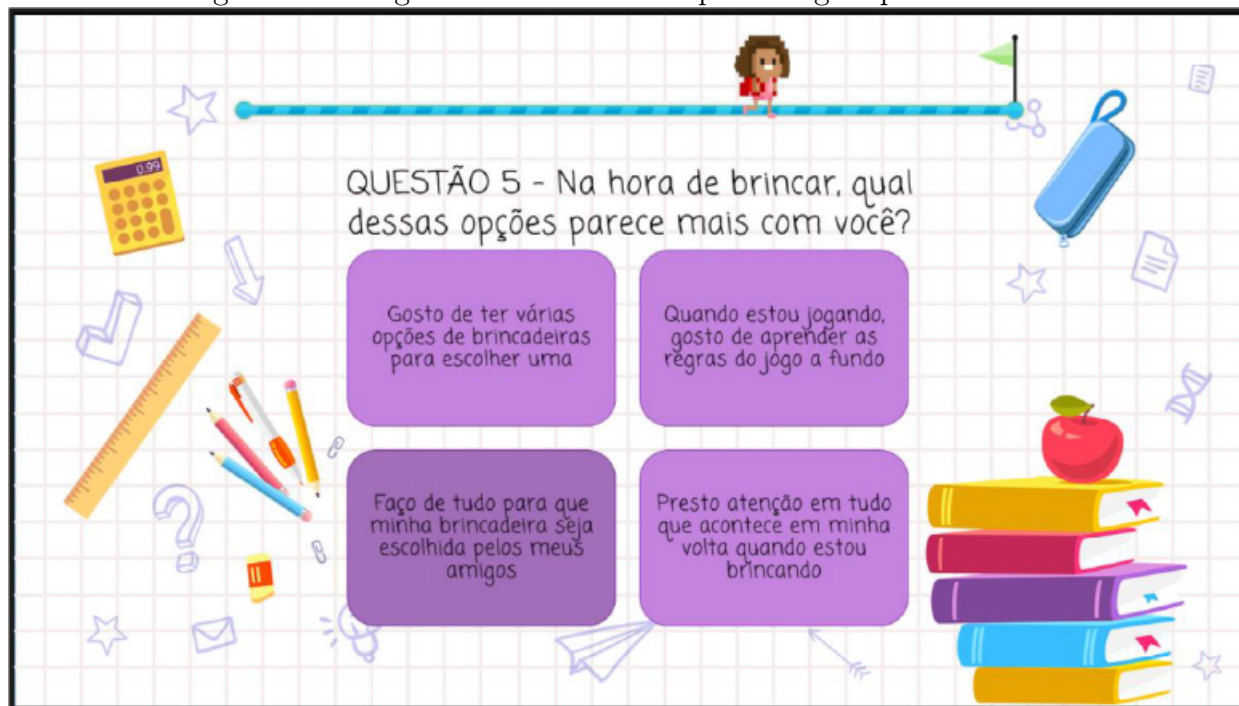 0.99
QUESTÃO 5 - Na hora de brincar, qual
dessas opções parece mais com você?
Gosto de ter várias
opções de brincadeiras
para escolher uma
Quando estou jogando,
gosto de aprender as
regras do jogo a fundo
Faço de tudo para que
minha brincadeira seja
escolhida pelos meus
amigos
Presto atenção em tudo
que acontece em minha
volta quando estou
brincando